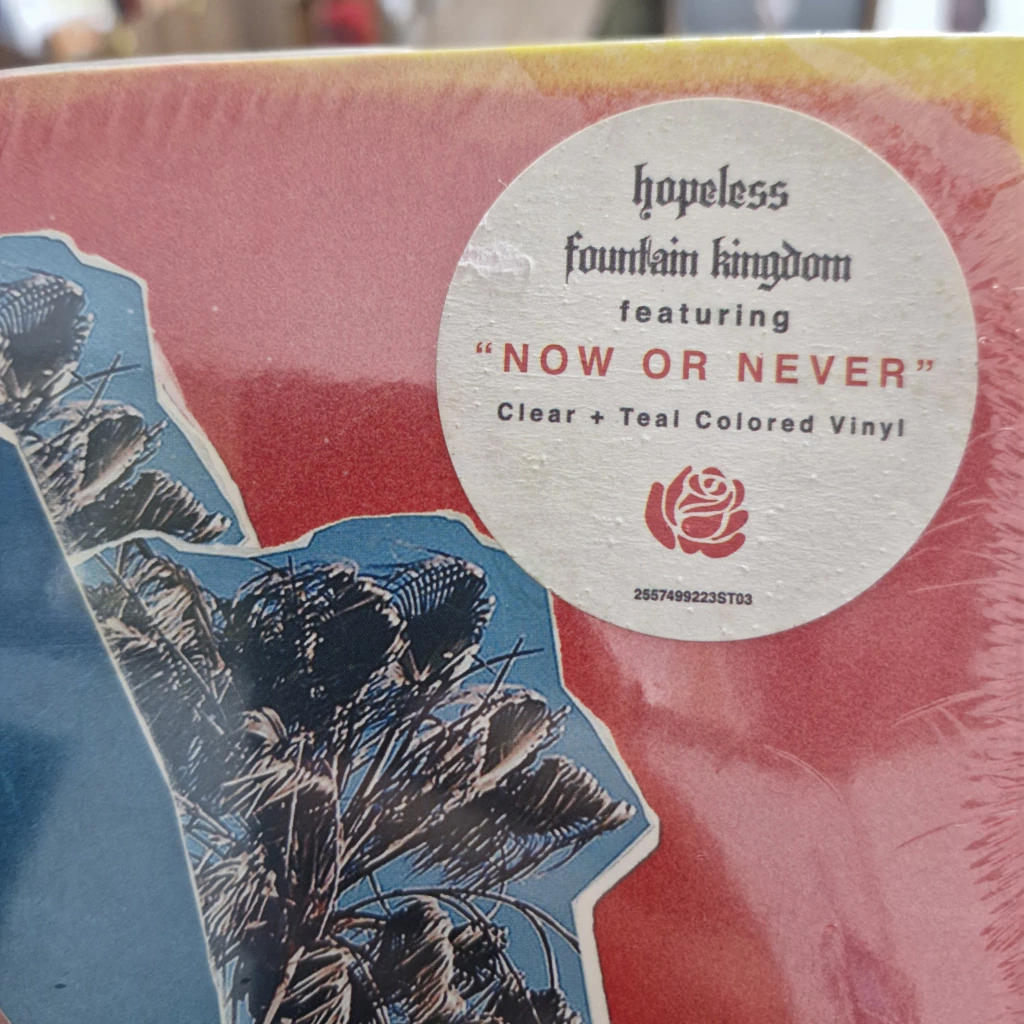 hopeless
fountain kingdom
featuring
“NOW OR NEVER”
Clear + Teal Colored Vinyl
2557499223ST03